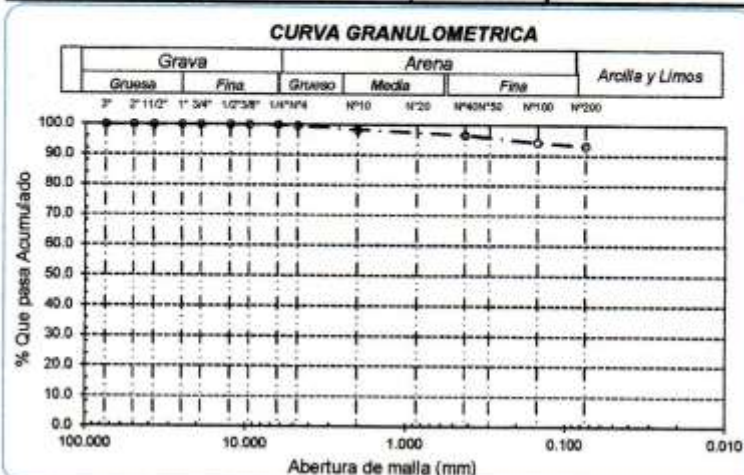 CURVA GRANULOMETRICA
Grava Arena Arcilla y Limos
Gruesa Fina Grueso Media Fina
3" 2" 11/2" 1" 3/4" 1/2"3/8" 1/4"Nº4 Nº10 Nº20 Nº40Nº50 Nº100 Nº200
% Que pasa Acumulado
100.0
90.0
80.0
70.0
60.0
50.0
40.0
30.0
20.0
10.0
0.0
100.000 10.000 1.000 0.100 0.010
Abertura de malla (mm)